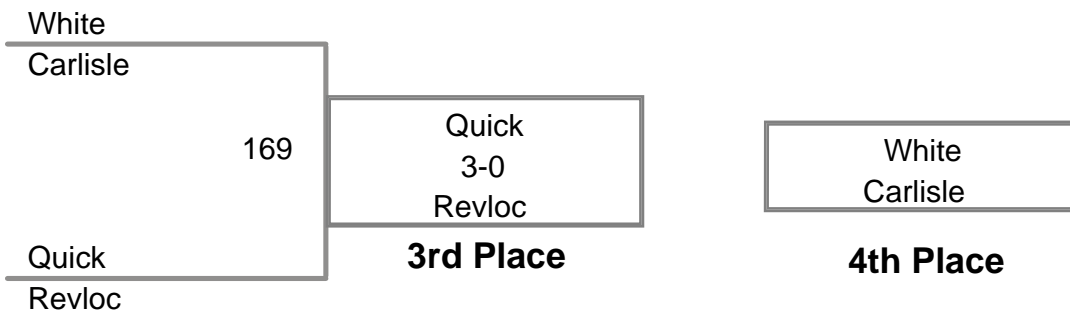 White
Carlisle
169
Quick
Revloc
Quick
3-0
Revloc
3rd Place
White
Carlisle
4th Place